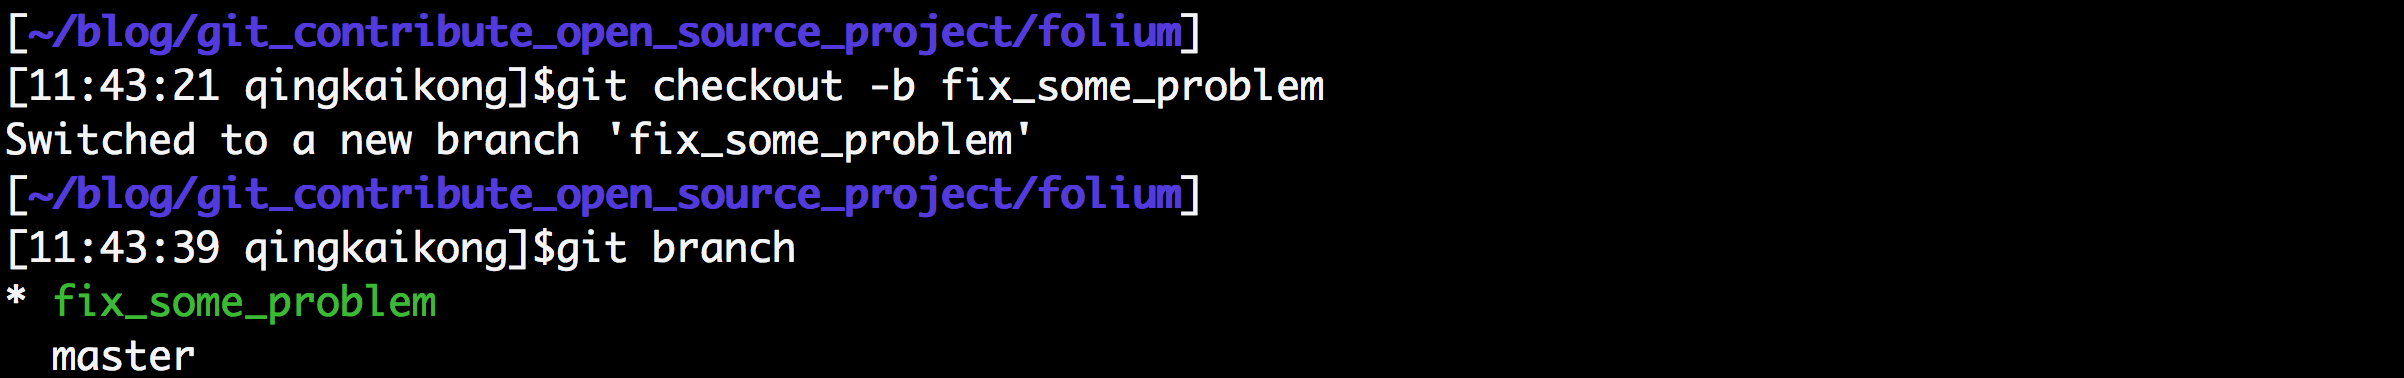 [~/blog/git_contribute_open_source_project/folium]
[11:43:21 qingkaikong]$git checkout -b fix_some_problem
Switched to a new branch 'fix_some_problem'
[~/blog/git_contribute_open_source_project/folium]
[11:43:39 qingkaikong]$git branch
* fix_some_problem
  master